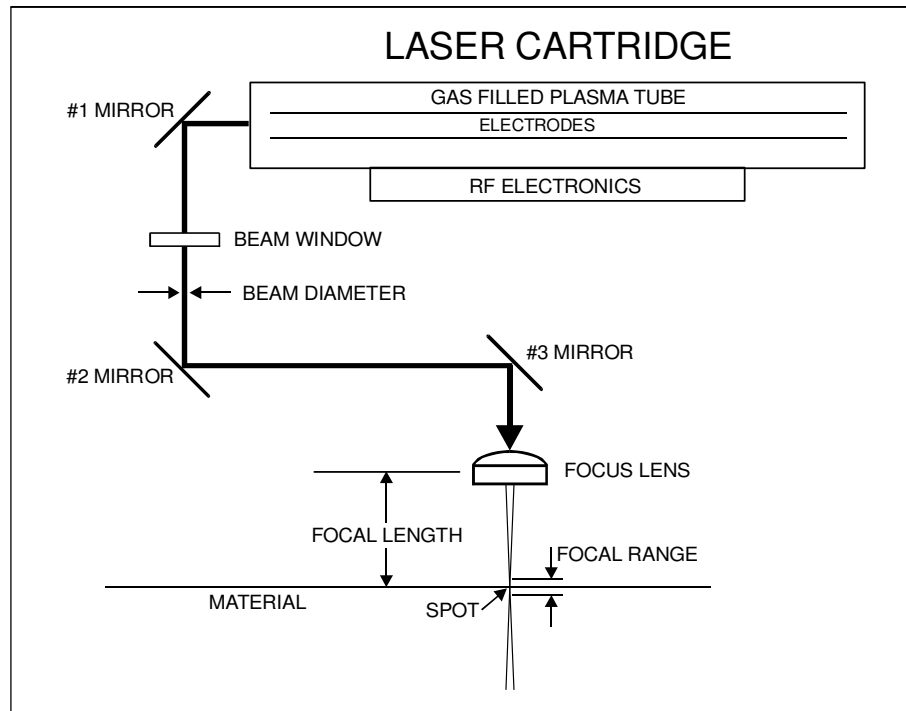 LASER CARTRIDGE
GAS FILLED PLASMA TUBE
#1 MIRROR
ELECTRODES
RF ELECTRONICS
BEAM WINDOW
BEAM DIAMETER
#3 MIRROR
#2 MIRROR
FOCUS LENS
FOCAL LENGTH
FOCAL RANGE
MATERIAL
SPOT